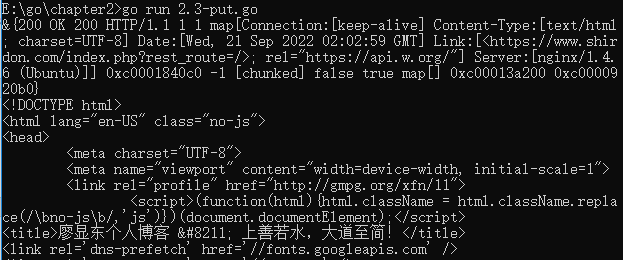 E:\go\chapter2>go run 2.3-put.go
&{200 OK 200 HTTP/1.1 1 1 map[Connection:[keep-alive] Content-Type:[text/html
; charset=UTF-8] Date:[Wed, 21 Sep 2022 02:02:59 GMT] Link:[<https://www.shir
don.com/index.php?rest_route=/>; rel="https://api.w.org/"] Server:[nginx/1.4.
6 (Ubuntu)]] 0xc0001840c0 -1 [chunked] false true map[] 0xc00013a200 0xc00009
20b0}
<!DOCTYPE html>
<html lang="en-US" class="no-js">
<head>
        <meta charset="UTF-8">
        <meta name="viewport" content="width=device-width, initial-scale=1">
        <link rel="profile" href="http://gmpg.org/xfn/11">
                <script>(function(html){html.className = html.className.repla
ce(/\bno-js\b/,'js')})(document.documentElement);</script>
<title>廖显东个人博客 &#8211; 上善若水，大道至简! </title>
<link rel='dns-prefetch' href='//fonts.googleapis.com' />